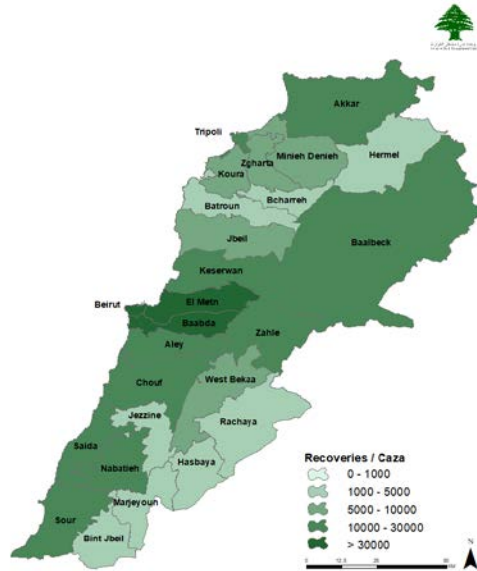 Akkar
Tripoli
Zgharta
Minieh Denieh
Hermel
Koura
Bcharreh
Batroun
Jbeil
Baalbeck
Keserwan
Beirut
El Metn
Baabda
Zahle
Aley
Chouf
West Bekaa
Jezzine
Rachaya
Saida
Nabatieh
Hasbaya
Marjeyoun
Sour
Bint Jbeil
Recoveries / Caza
0 - 1000
1000 - 5000
5000 - 10000
10000 - 30000
> 30000
N